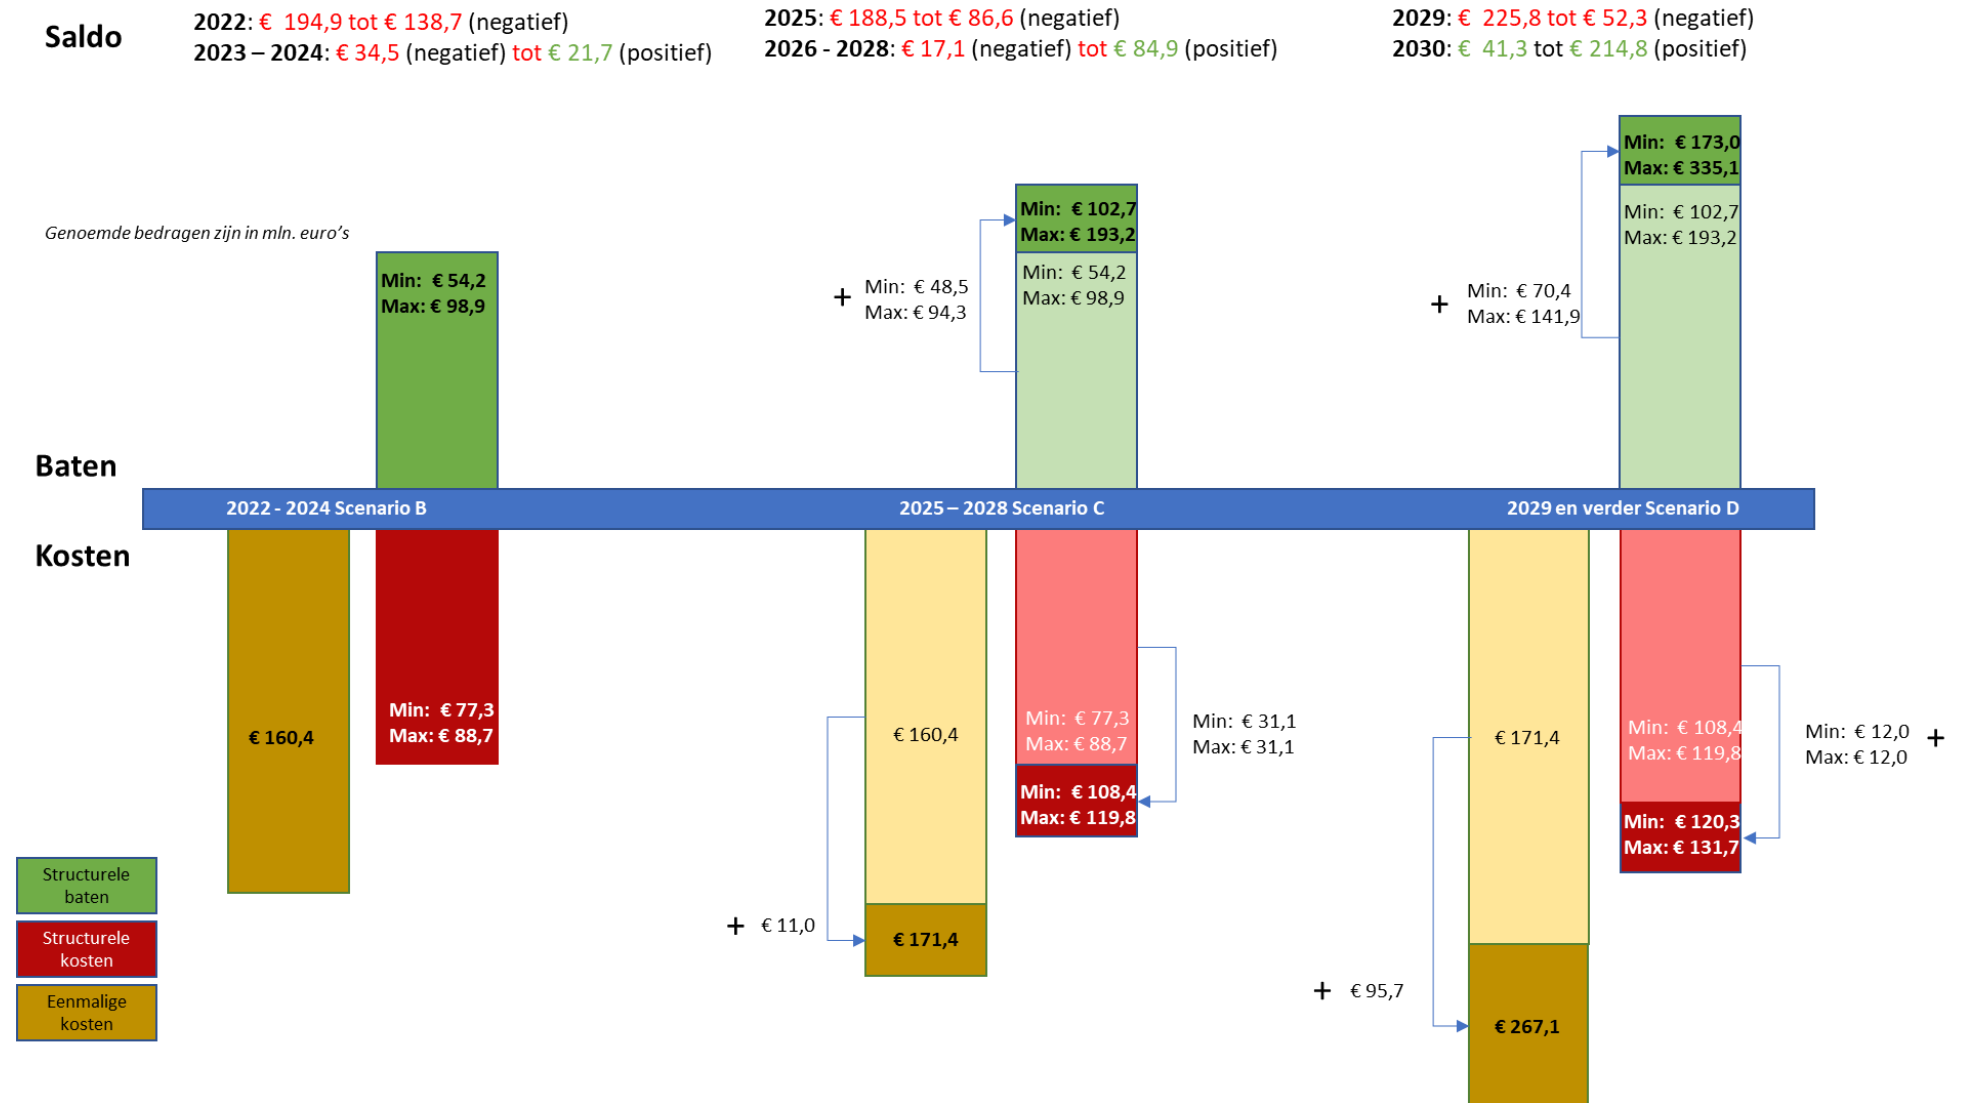 Saldo
2022: € 194,9 tot € 138,7 (negatief)
2023 – 2024: € 34,5 (negatief) tot € 21,7 (positief)
2025: € 188,5 tot € 86,6 (negatief)
2026 - 2028: € 17,1 (negatief) tot € 84,9 (positief)
2029: € 225,8 tot € 52,3 (negatief)
2030: € 41,3 tot € 214,8 (positief)
Genoemde bedragen zijn in mln. euro’s
Min: € 54,2
Max: € 98,9
Min: € 102,7
Max: € 193,2
Min: € 54,2
Max: € 98,9
+
Min: € 48,5
Max: € 94,3
Min: € 173,0
Max: € 335,1
Min: € 102,7
Max: € 193,2
+
Min: € 70,4
Max: € 141,9
Baten
2022 - 2024 Scenario B
2025 – 2028 Scenario C
2029 en verder Scenario D
Kosten
€ 160,4
Min: € 77,3
Max: € 88,7
€ 160,4
Min: € 77,3
Max: € 88,7
Min: € 31,1
Max: € 31,1
Min: € 108,4
Max: € 119,8
+ € 11,0
€ 171,4
€ 171,4
Min: € 108,4
Max: € 119,8
Min: € 12,0
Max: € 12,0
+
Min: € 120,3
Max: € 131,7
+ € 95,7
€ 267,1
Structurele
baten
Structurele
kosten
Eenmalige
kosten